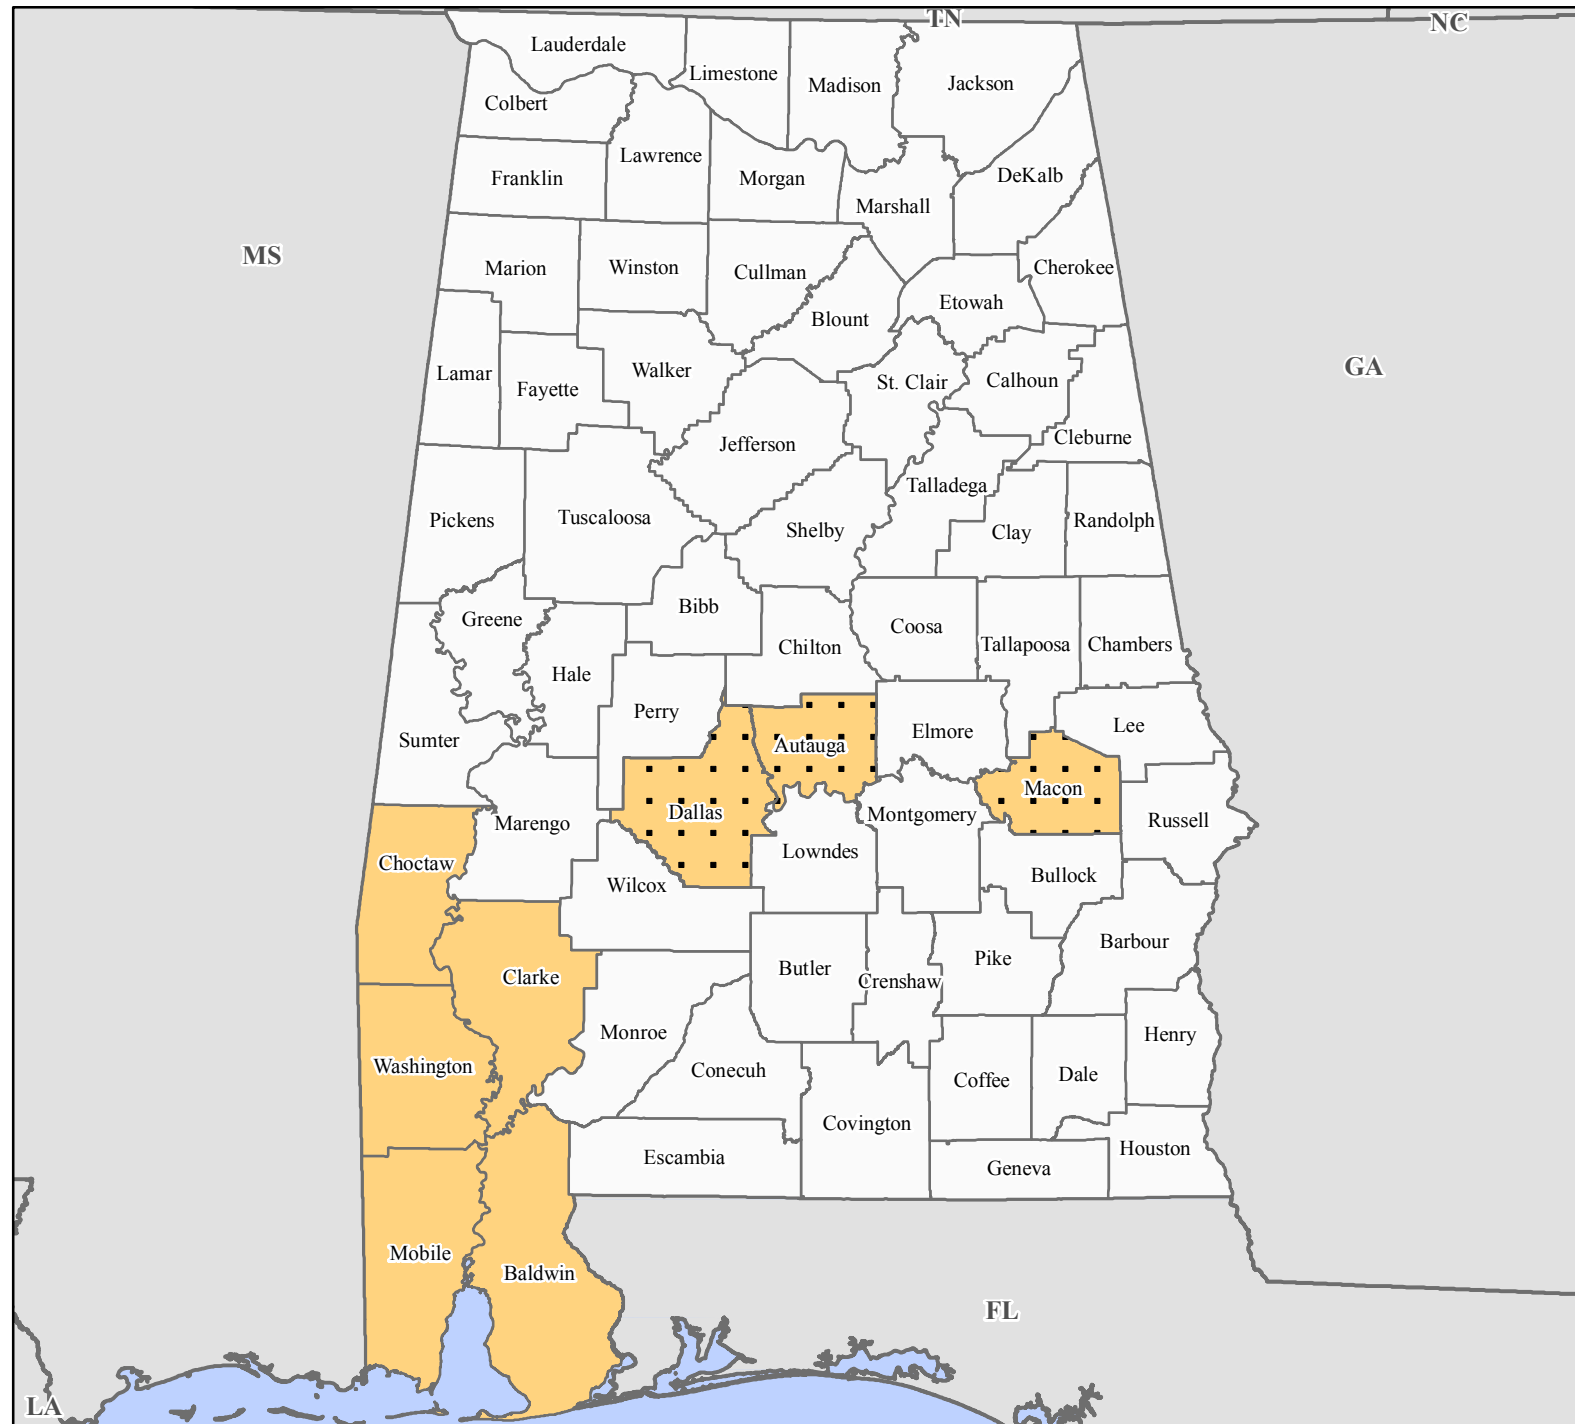 TN
NC
Lauderdale
Limestone
Madison
Jackson
Colbert
Lawrence
Franklin
Morgan
DeKalb
Marshall
MS
Marion
Winston
Cullman
Cherokee
Etowah
Blount
GA
Lamar
Fayette
Walker
St. Clair
Calhoun
Jefferson
Cleburne
Talladega
Pickens
Tuscaloosa
Shelby
Clay
Randolph
Bibb
Greene
Coosa
Chilton
Tallapoosa
Chambers
Hale
Perry
Sumter
Autauga
Elmore
Lee
Macon
Dallas
Montgomery
Marengo
Russell
Lowndes
Choctaw
Wilcox
Bullock
Barbour
Butler
Pike
Clarke
Crenshaw
Monroe
Henry
Washington
Conecuh
Coffee
Dale
Covington
Escambia
Geneva
Houston
Mobile
Baldwin
FL
LA